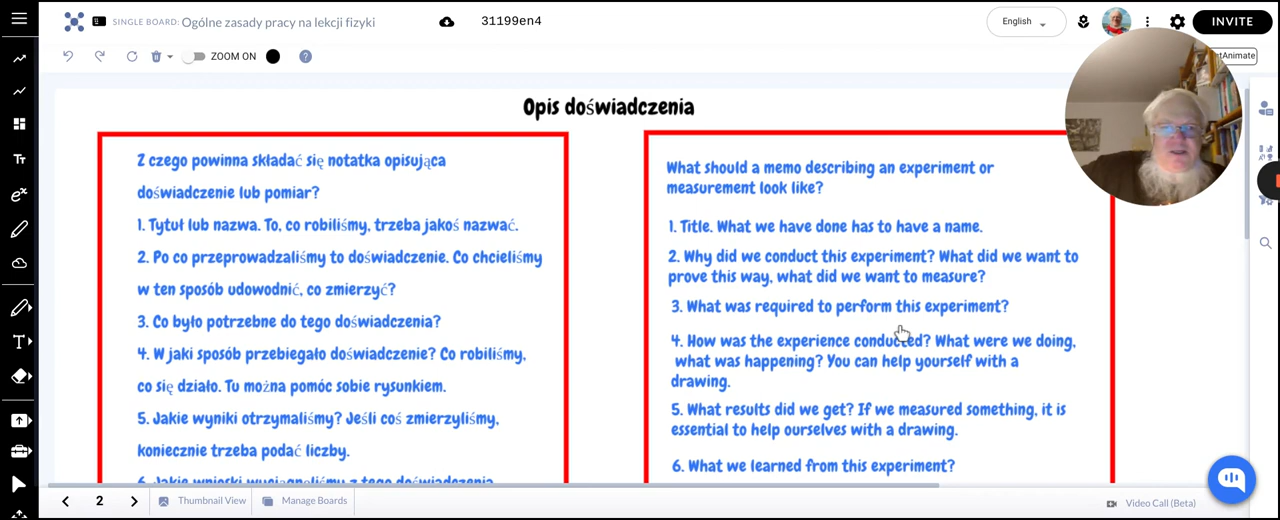 SINGLE BOARD: Ogólne zasady pracy na lekcji fizyki
31199en4
English
INVITE
ZOOM ON
?
tAnimate
Opis doświadczenia
Z czego powinna składać się notatka opisująca
doświadczenie lub pomiar?
1. Tytuł lub nazwa. To, co robiliśmy, trzeba jakoś nazwać.
2. Po co przeprowadzaliśmy to doświadczenie. Co chcieliśmy
w ten sposób udowodnić, co zmierzyć?
3. Co było potrzebne do tego doświadczenia?
4. W jaki sposób przebiegało doświadczenie? Co robiliśmy,
co się działo. Tu można pomóc sobie rysunkiem.
5. Jakie wyniki otrzymaliśmy? Jeśli coś zmierzyliśmy,
koniecznie trzeba podać liczby.
6. Jakie wnioski wyciągnęliśmy z tego doświadczenia
What should a memo describing an experiment or
measurement look like?
1. Title. What we have done has to have a name.
2. Why did we conduct this experiment? What did we want to
prove this way, what did we want to measure?
3. What was required to perform this experiment?
4. How was the experience conducted? What were we doing,
what was happening? You can help yourself with a
drawing.
5. What results did we get? If we measured something, it is
essential to help ourselves with a drawing.
6. What we learned from this experiment?
Tт
eˣ
T
2
Thumbnail View
Manage Boards
Video Call (Beta)